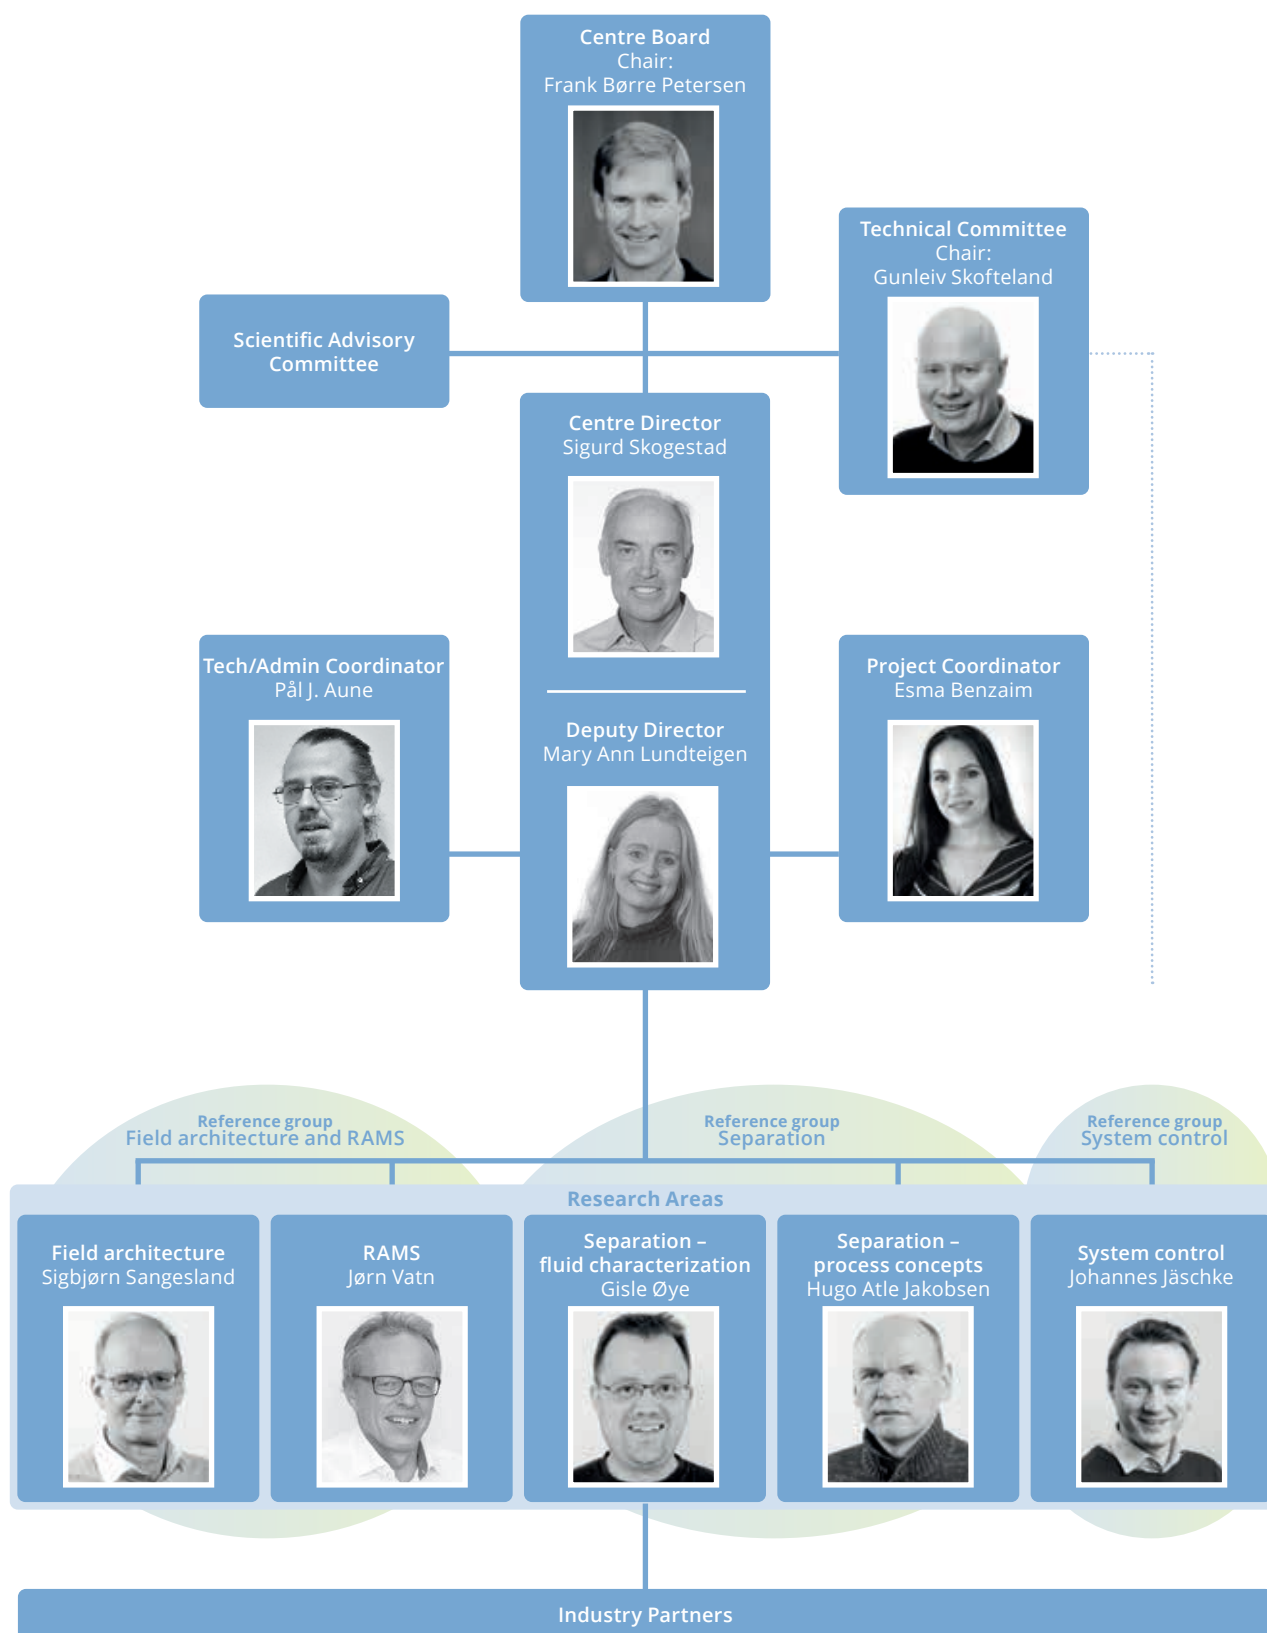 Centre Board
Chair:
Frank Børre Petersen
Technical Committee
Chair:
Gunleiv Skofteland
Scientific Advisory
Committee
Centre Director
Sigurd Skogestad
Tech/Admin Coordinator
Pål J. Aune
Project Coordinator
Esma Benzaim
Deputy Director
Mary Ann Lundteigen
Reference group
Field architecture and RAMS
Reference group
Separation
Reference group
System control
Research Areas
Field architecture
Sigbjørn Sangesland
RAMS
Jørn Vatn
Separation –
fluid characterization
Gisle Øye
Separation –
process concepts
Hugo Atle Jakobsen
System control
Johannes Jäschke
Industry Partners